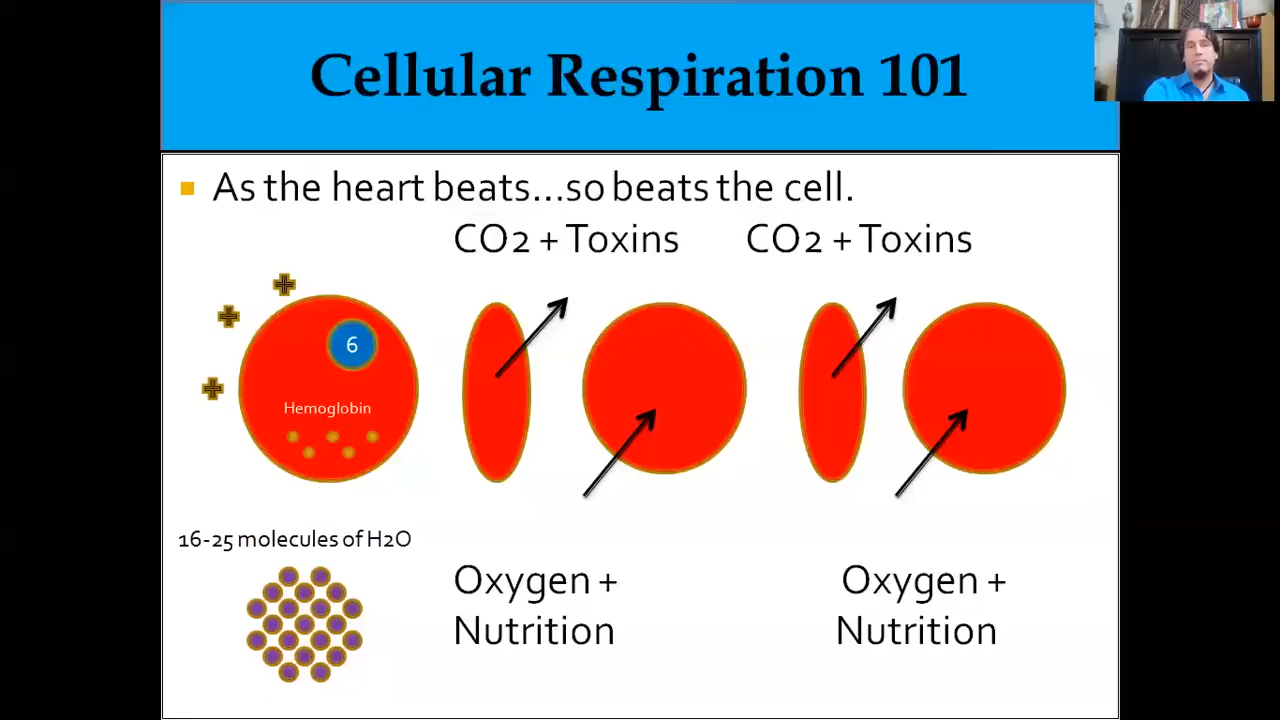 Cellular Respiration 101
As the heart beats...so beats the cell.
CO2 + Toxins
CO2 + Toxins
6
Hemoglobin
16-25 molecules of H2O
Oxygen +
Nutrition
Oxygen +
Nutrition